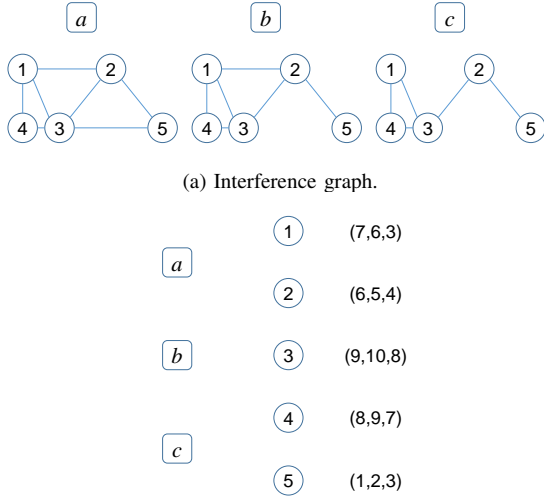 a b c
1 2 1 2 1 2
4 3 5 4 3 5 4 3 5
(a) Interference graph.
1 (7,6,3)
a
2 (6,5,4)
b 3 (9,10,8)
4 (8,9,7)
c
5 (1,2,3)